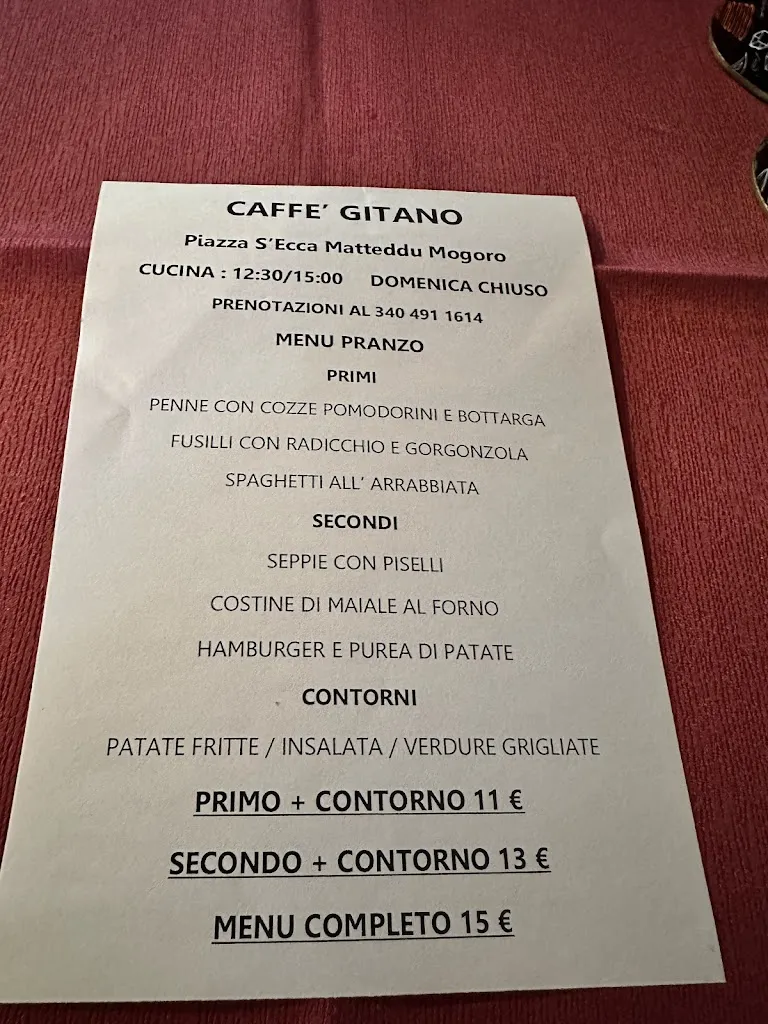 CAFFE' GITANO
Piazza S'Ecca Matteddu Mogoro
CUCINA : 12:30/15:00 DOMENICA CHIUSO
PRENOTAZIONI AL 340 491 1614
MENU PRANZO
PRIMI
PENNE CON COZZE POMODORINI E BOTTARGA
FUSILLI CON RADICCHIO E GORGONZOLA
SPAGHETTI ALL' ARRABBIATA
SECONDI
SEPPIE CON PISELLI
COSTINE DI MAIALE AL FORNO
HAMBURGER E PUREA DI PATATE
CONTORNI
PATATE FRITTE / INSALATA / VERDURE GRIGLIATE
PRIMO + CONTORNO 11 €
SECONDO + CONTORNO 13 €
MENU COMPLETO 15 €